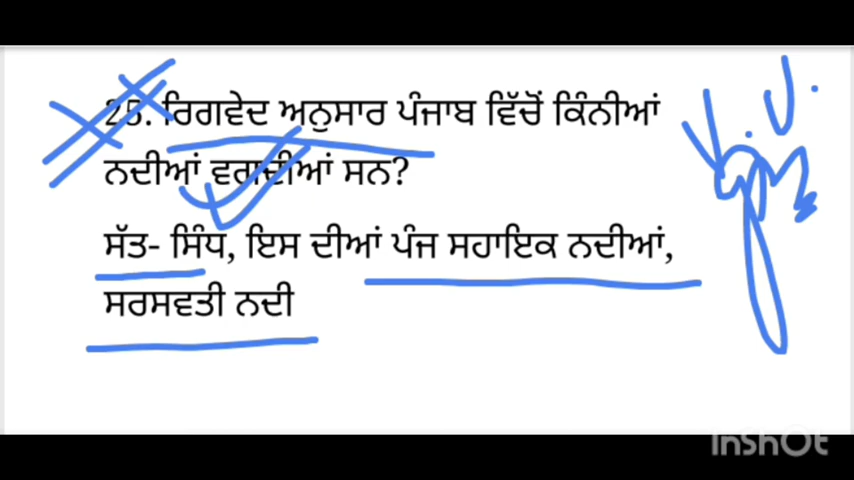 25. ਰਿਗਵੇਦ ਅਨੁਸਾਰ ਪੰਜਾਬ ਵਿੱਚੋਂ ਕਿੰਨੀਆਂ
ਨਦੀਆਂ ਵਗਦੀਆਂ ਸਨ?
ਸੱਤ- ਸਿੰਧ, ਇਸ ਦੀਆਂ ਪੰਜ ਸਹਾਇਕ ਨਦੀਆਂ,
ਸਰਸਵਤੀ ਨਦੀ
InShOt